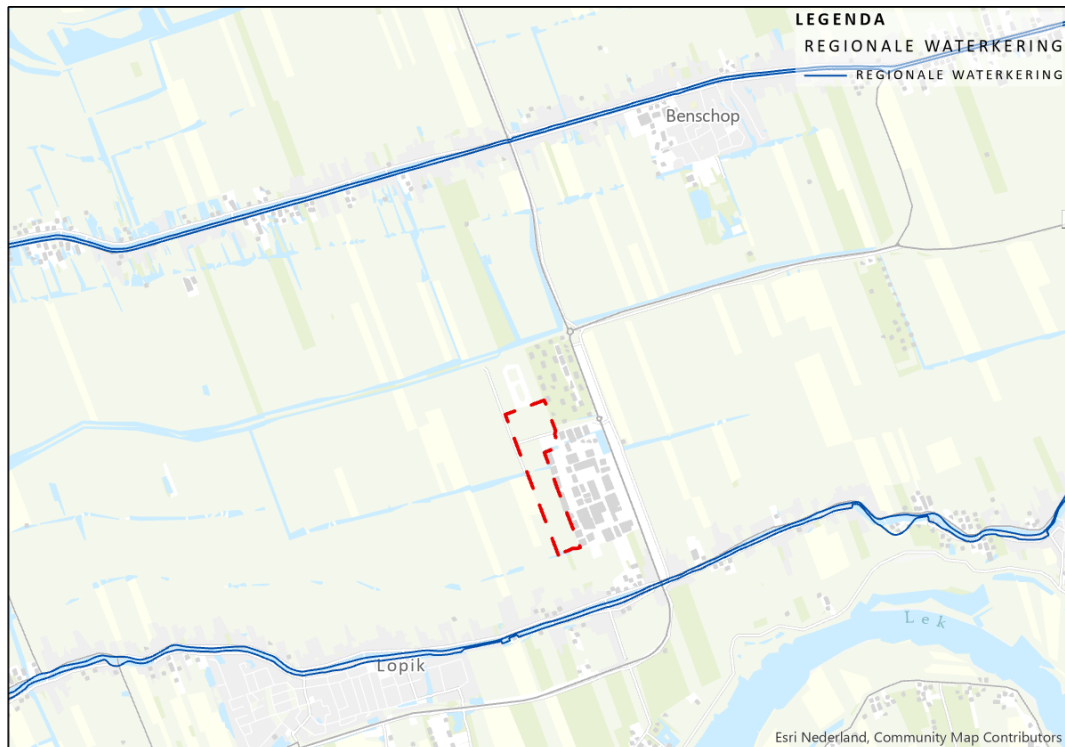 LEGENDA
REGIONALE WATERKERING
REGIONALE WATERKERING
Benschop
Lek
Lopik
Esri Nederland, Community Map Contributors